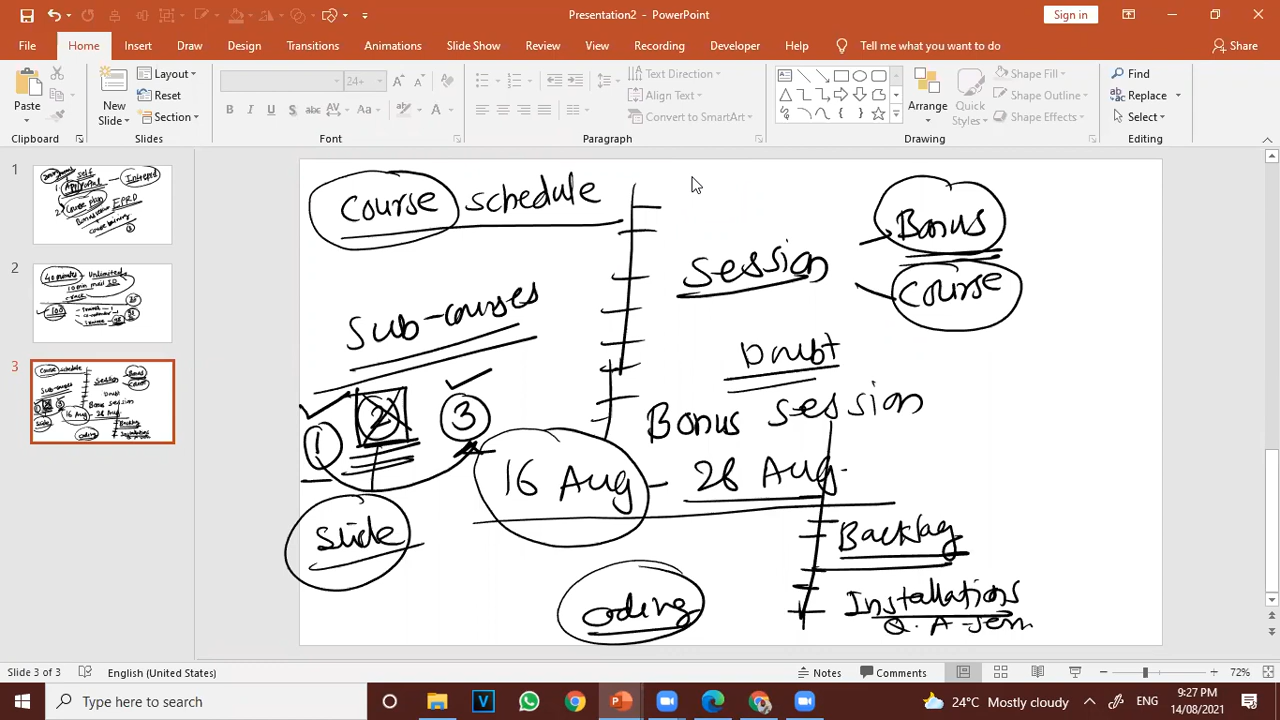 Presentation2 - PowerPoint
Sign in
File Home Insert Draw Design Transitions Animations Slide Show Review View Recording Developer Help Tell me what you want to do Share
Paste
New Slide
Layout
Reset
Section
24+
Text Direction
Align Text
Convert to SmartArt
Arrange
Quick Styles
Shape Fill
Shape Outline
Shape Effects
Find
Replace
Select
Clipboard Slides Font Paragraph Drawing Editing
1
2
3
Course schedule
Session
Bonus
Course
Sub-courses
Doubt
1 2 3
Bonus session
16 Aug - 28 Aug
Slide
Backlog
coding
Installations
Q. A -
Slide 3 of 3 English (United States) Notes Comments 72%
Type here to search
24°C Mostly cloudy
ENG
9:27 PM
14/08/2021